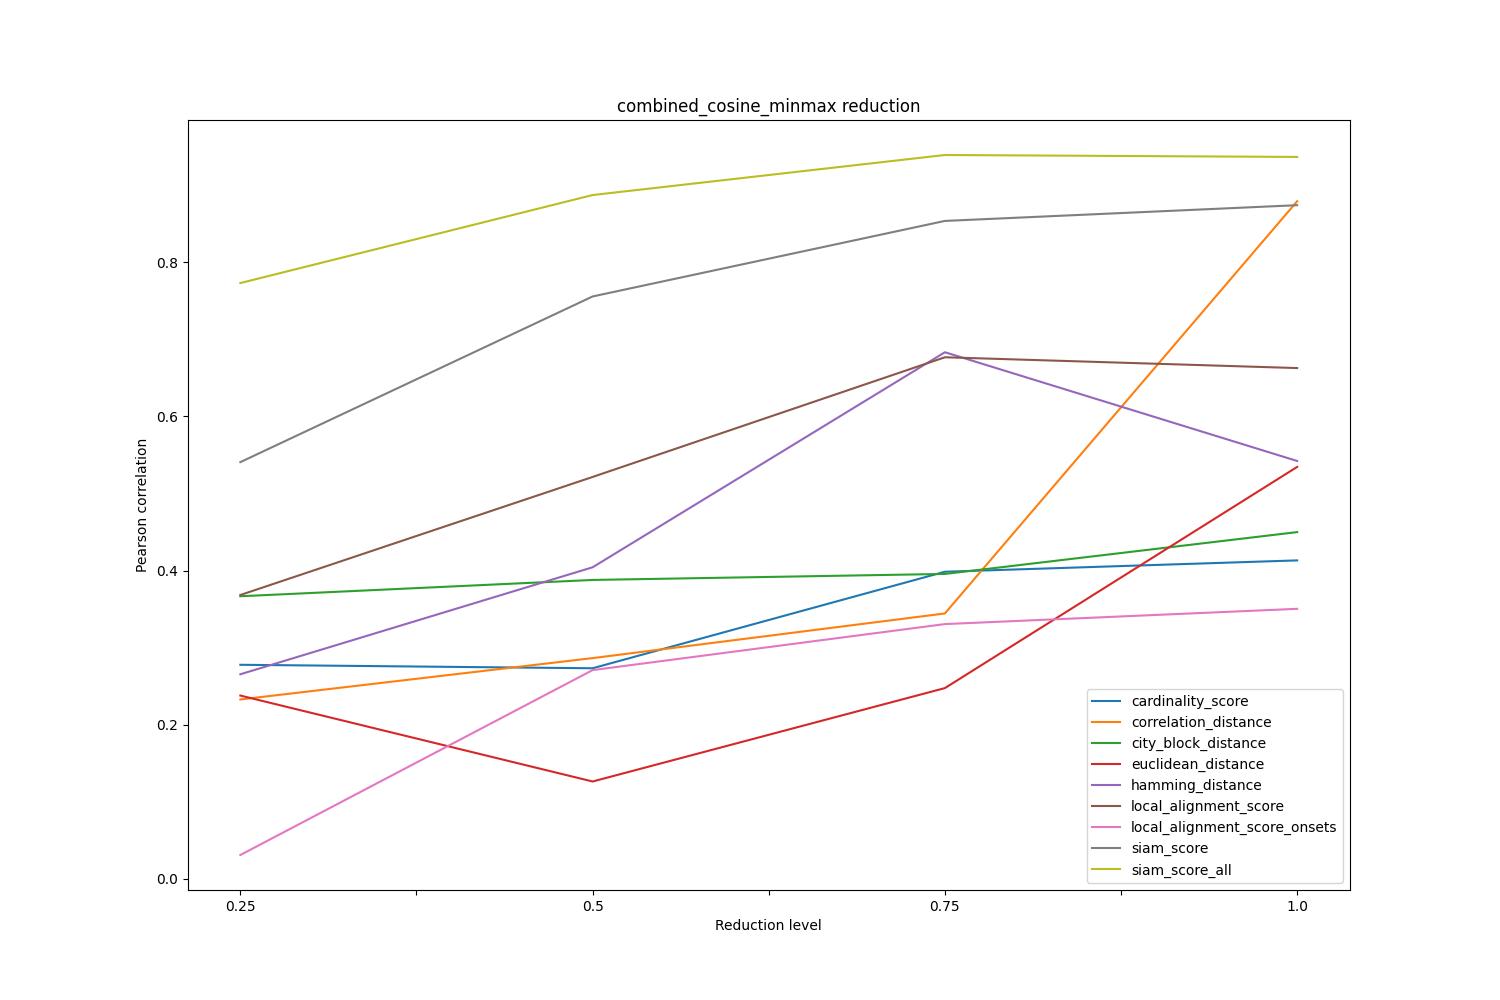 combined_cosine_minmax reduction
Pearson correlation
0.8
0.6
0.4
0.2
0.0
0.25
0.5
0.75
1.0
Reduction level
cardinality_score
correlation_distance
city_block_distance
euclidean_distance
hamming_distance
local_alignment_score
local_alignment_score_onsets
siam_score
siam_score_all